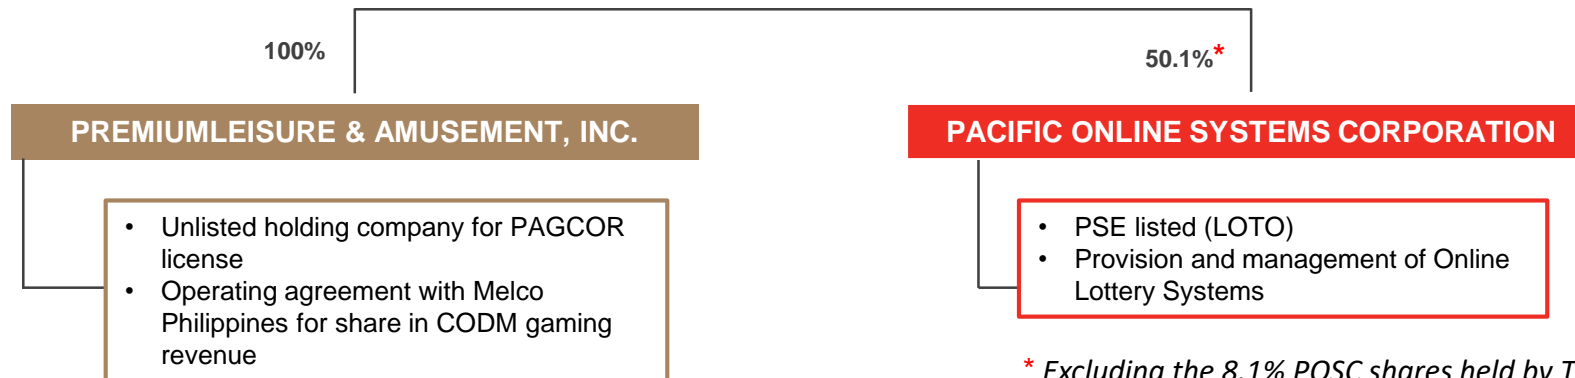 100%
50.1%*
PREMIUMLEISURE & AMUSEMENT, INC.
PACIFIC ONLINE SYSTEMS CORPORATION
• Unlisted holding company for PAGCOR
license
• Operating agreement with Melco
Philippines for share in CODM gaming
revenue
• PSE listed (LOTO)
• Provision and management of Online
Lottery Systems
* Excluding the 8.1% POSC shares held by